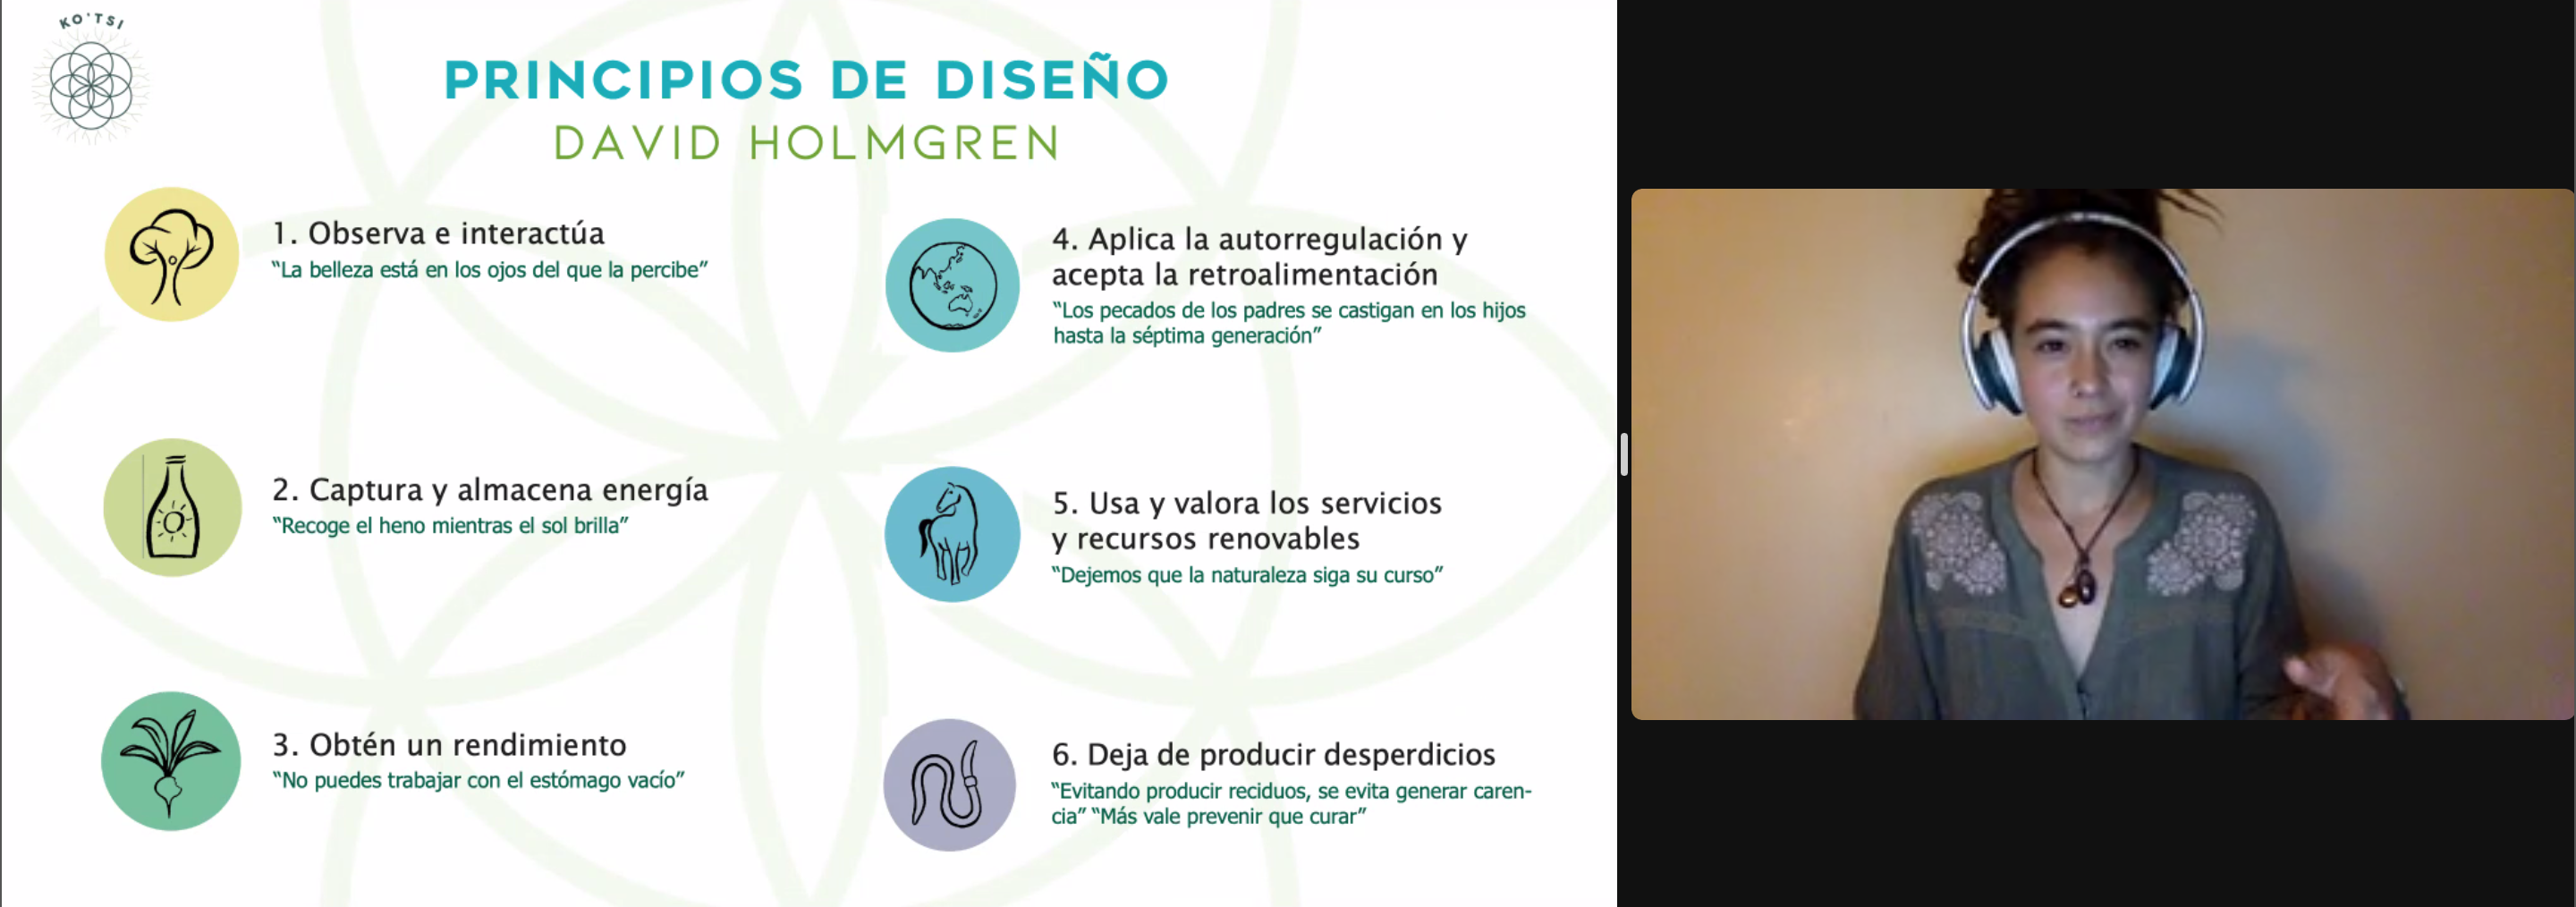 KO'TSI
PRINCIPIOS DE DISEÑO
DAVID HOLMGREN
1. Observa e interactúa
“La belleza está en los ojos del que la percibe”
2. Captura y almacena energía
“Recoge el heno mientras el sol brilla”
3. Obtén un rendimiento
“No puedes trabajar con el estómago vacío”
4. Aplica la autorregulación y
acepta la retroalimentación
“Los pecados de los padres se castigan en los hijos
hasta la séptima generación”
5. Usa y valora los servicios
y recursos renovables
“Dejemos que la naturaleza siga su curso”
6. Deja de producir desperdicios
“Evitando producir reciduos, se evita generar caren-
cia” “Más vale prevenir que curar”